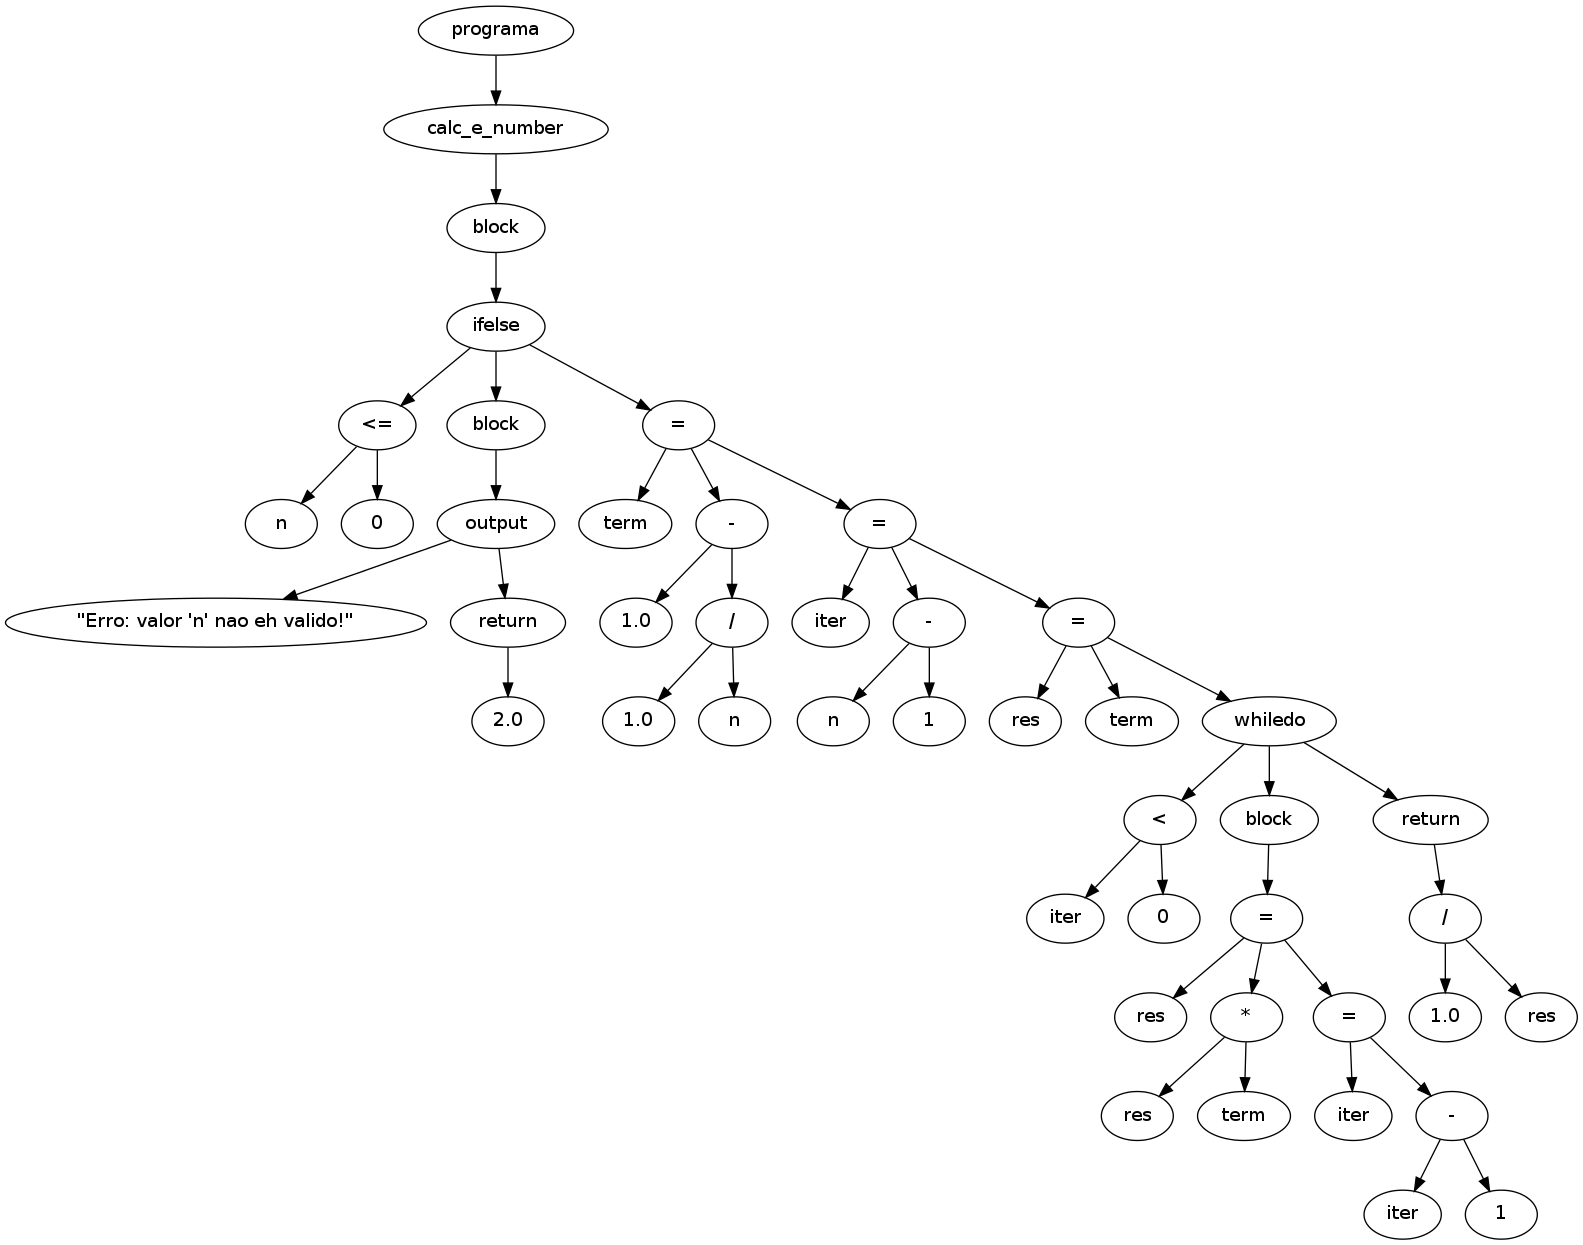 programa
calc_e_number
block
ifelse
<=
block
=
n
0
output
term
-
=
"Erro: valor 'n' nao eh valido!"
return
1.0
/
iter
-
=
2.0
1.0
n
n
1
res
term
whiledo
<
block
return
iter
0
=
/
res
*
=
1.0
res
res
term
iter
-
iter
1